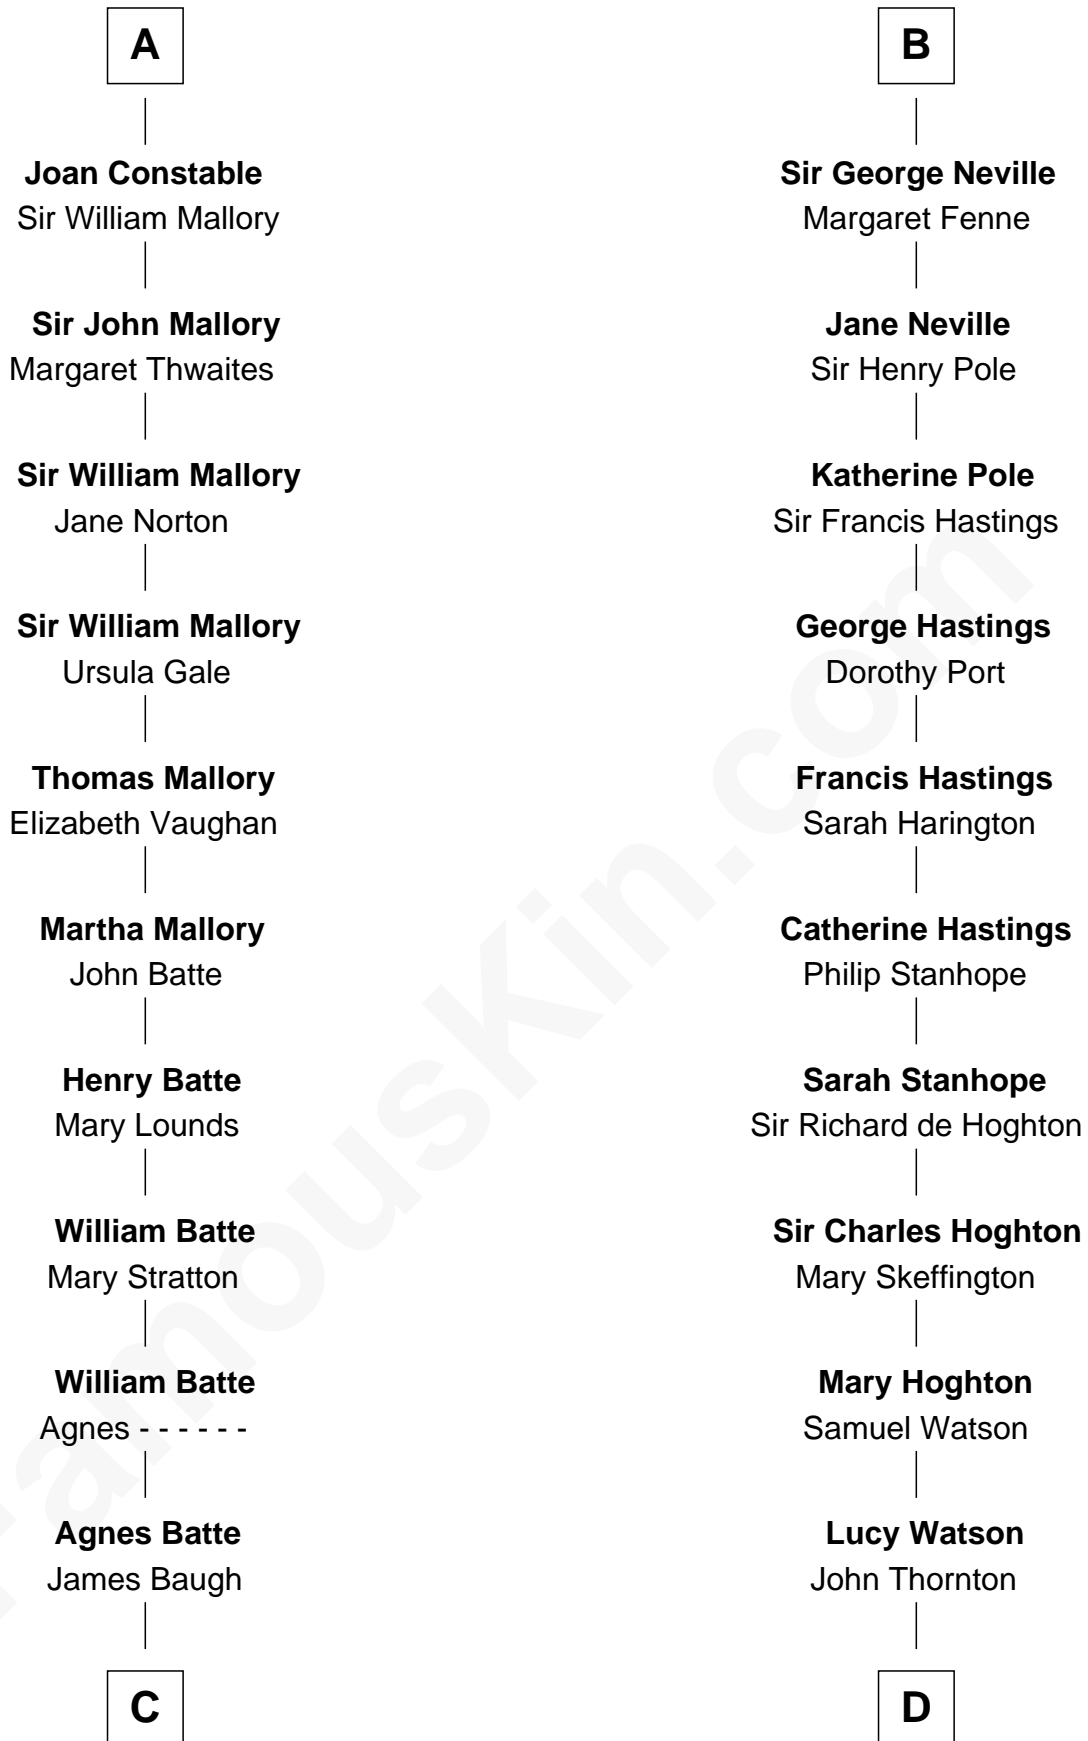 A
Joan Constable
Sir William Mallory
Sir John Mallory
Margaret Thwaites
Sir William Mallory
Jane Norton
Sir William Mallory
Ursula Gale
Thomas Mallory
Elizabeth Vaughan
Martha Mallory
John Batte
Henry Batte
Mary Lounds
William Batte
Mary Stratton
William Batte
Agnes - - - - - -
Agnes Batte
James Baugh
C
B
Sir George Neville
Margaret Fenne
Jane Neville
Sir Henry Pole
Katherine Pole
Sir Francis Hastings
George Hastings
Dorothy Port
Francis Hastings
Sarah Harington
Catherine Hastings
Philip Stanhope
Sarah Stanhope
Sir Richard de Hoghton
Sir Charles Hoghton
Mary Skeffington
Mary Hoghton
Samuel Watson
Lucy Watson
John Thornton
D
FamousKin.com